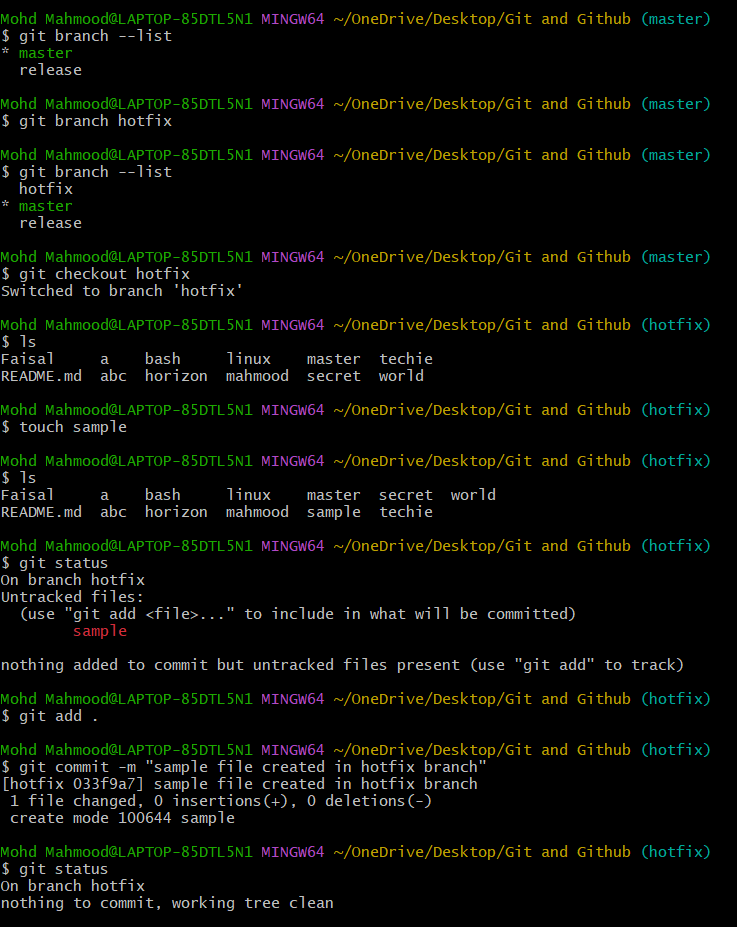 Mohd Mahmood@LAPTOP-85DTL5N1 MINGW64 ~/OneDrive/Desktop/Git and Github (master)
$ git branch --list
* master
  release

Mohd Mahmood@LAPTOP-85DTL5N1 MINGW64 ~/OneDrive/Desktop/Git and Github (master)
$ git branch hotfix

Mohd Mahmood@LAPTOP-85DTL5N1 MINGW64 ~/OneDrive/Desktop/Git and Github (master)
$ git branch --list
  hotfix
* master
  release

Mohd Mahmood@LAPTOP-85DTL5N1 MINGW64 ~/OneDrive/Desktop/Git and Github (master)
$ git checkout hotfix
Switched to branch 'hotfix'

Mohd Mahmood@LAPTOP-85DTL5N1 MINGW64 ~/OneDrive/Desktop/Git and Github (hotfix)
$ ls
Faisal     a    bash     linux    master  techie
README.md  abc  horizon  mahmood  secret  world

Mohd Mahmood@LAPTOP-85DTL5N1 MINGW64 ~/OneDrive/Desktop/Git and Github (hotfix)
$ touch sample

Mohd Mahmood@LAPTOP-85DTL5N1 MINGW64 ~/OneDrive/Desktop/Git and Github (hotfix)
$ ls
Faisal     a    bash     linux    master  secret  world
README.md  abc  horizon  mahmood  sample  techie

Mohd Mahmood@LAPTOP-85DTL5N1 MINGW64 ~/OneDrive/Desktop/Git and Github (hotfix)
$ git status
On branch hotfix
Untracked files:
  (use "git add <file>..." to include in what will be committed)
        sample

nothing added to commit but untracked files present (use "git add" to track)

Mohd Mahmood@LAPTOP-85DTL5N1 MINGW64 ~/OneDrive/Desktop/Git and Github (hotfix)
$ git add .

Mohd Mahmood@LAPTOP-85DTL5N1 MINGW64 ~/OneDrive/Desktop/Git and Github (hotfix)
$ git commit -m "sample file created in hotfix branch"
[hotfix 033f9a7] sample file created in hotfix branch
 1 file changed, 0 insertions(+), 0 deletions(-)
 create mode 100644 sample

Mohd Mahmood@LAPTOP-85DTL5N1 MINGW64 ~/OneDrive/Desktop/Git and Github (hotfix)
$ git status
On branch hotfix
nothing to commit, working tree clean